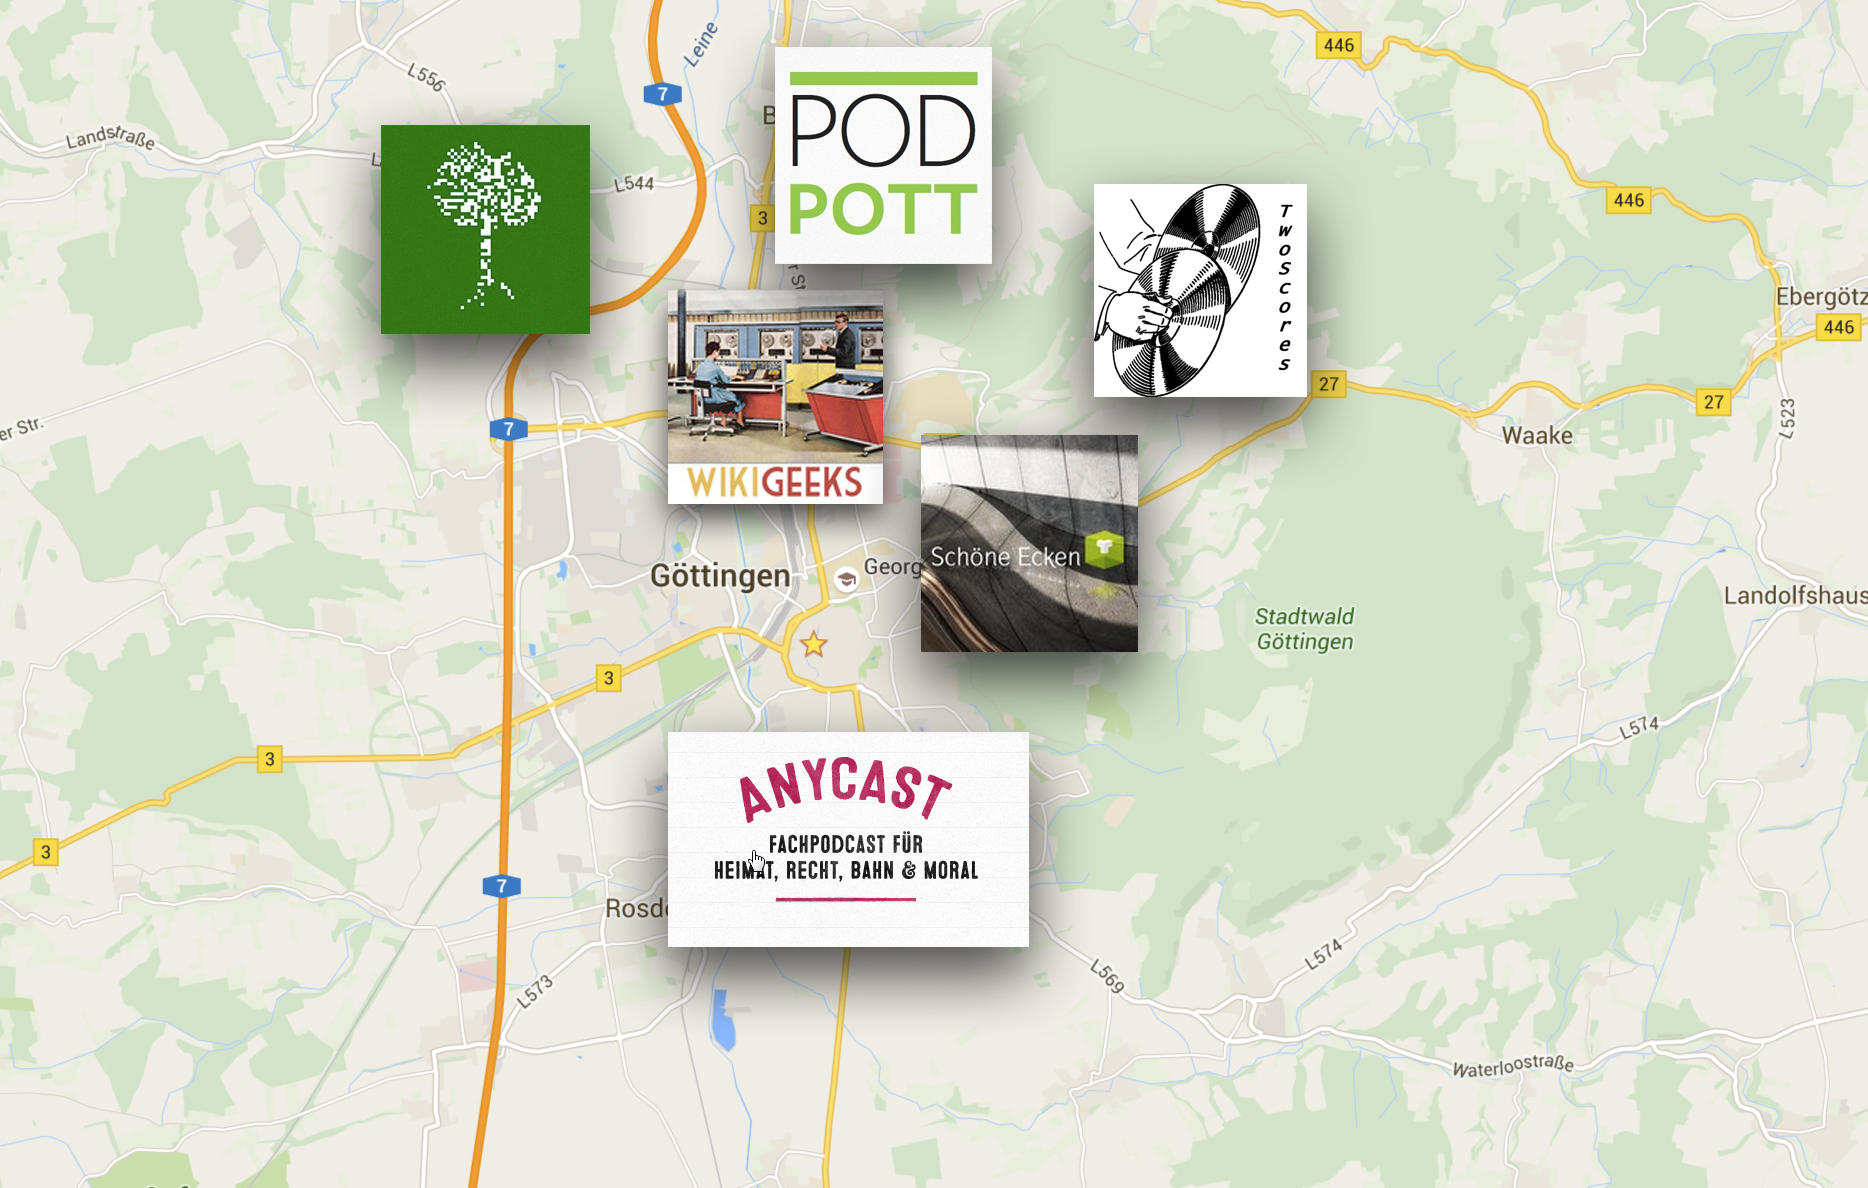 446
Leine
L556
7
Landstraße
POD
POTT
B
L
L544
3
446
TwoScores
r St
Ebergötz
446
27
27
L523
er Str.
7
Waake
WIKIGEEKS
Göttingen
Georg
Schöne Ecken
Landolfshaus
Stadtwald
Göttingen
3
L574
3
ANYCAST
FACHPODCAST FÜR
HEIMAT, RECHT, BAHN & MORAL
3
7
Rosdo
L574
L569
L573
Waterloostraße